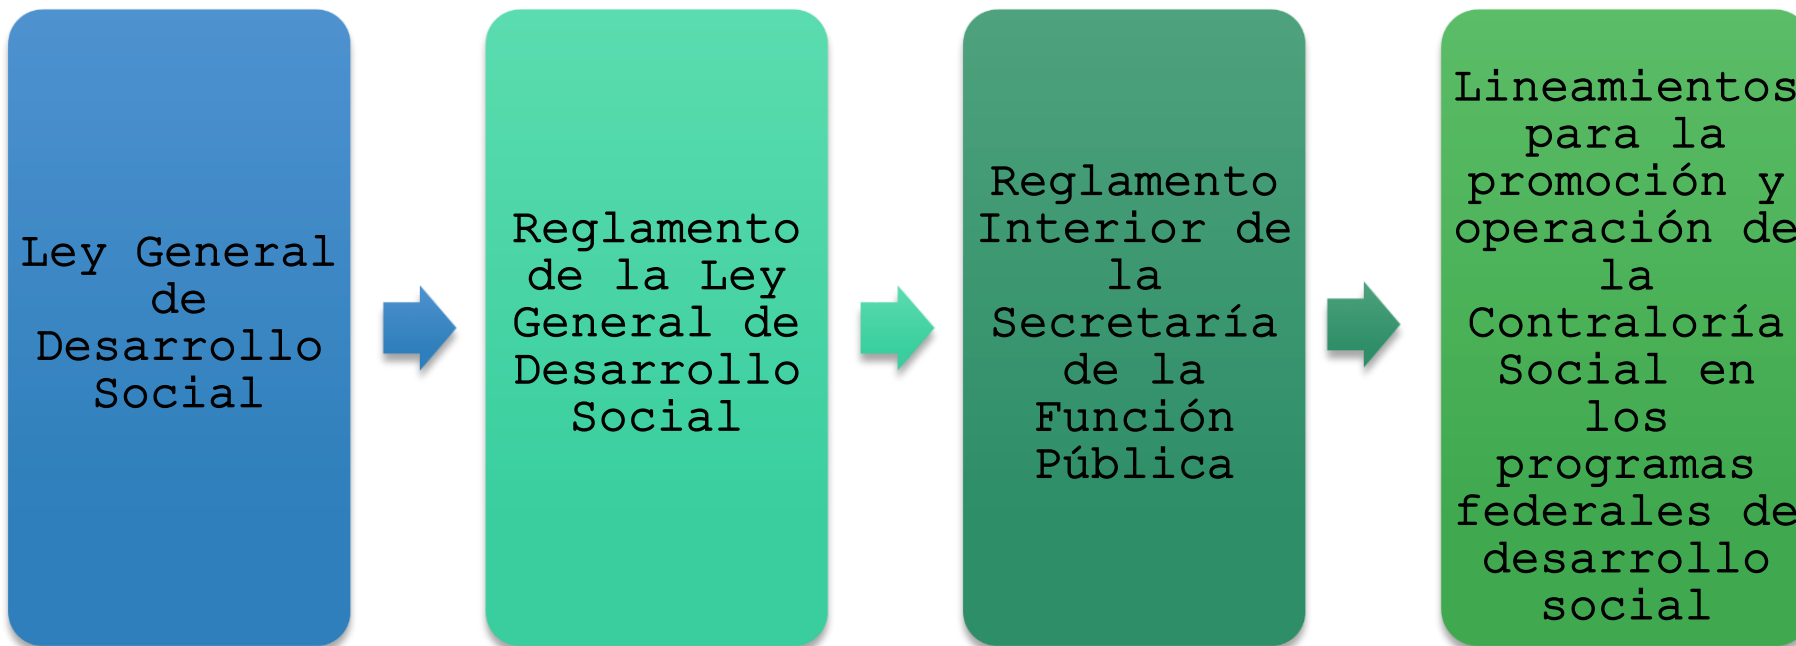 Ley General
de
Desarrollo
Social
Reglamento
de la Ley
General de
Desarrollo
Social
Reglamento
Interior de
la
Secretaría
de la
Función
Pública
Lineamientos
para la
promoción y
operación de
la
Contraloría
Social en
los
programas
federales de
desarrollo
social